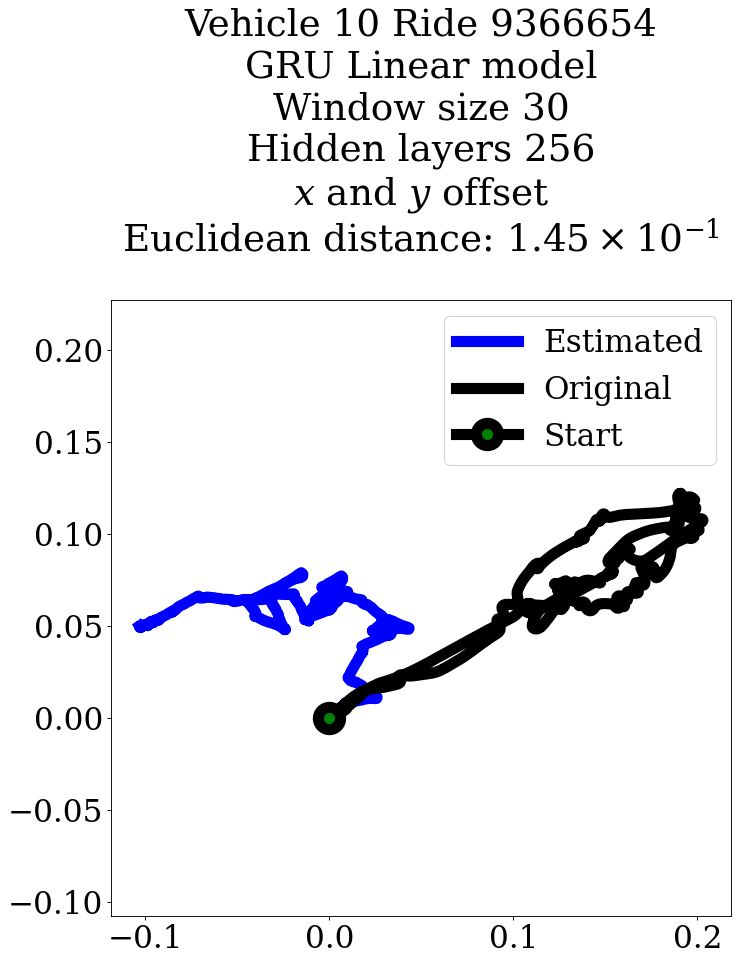 Vehicle 10 Ride 9366654
GRU Linear model
Window size 30
Hidden layers 256
x and y offset
Euclidean distance: 1.45 × 10⁻¹
Estimated
Original
Start
0.20
0.15
0.10
0.05
0.00
−0.05
−0.10
−0.1 0.0 0.1 0.2